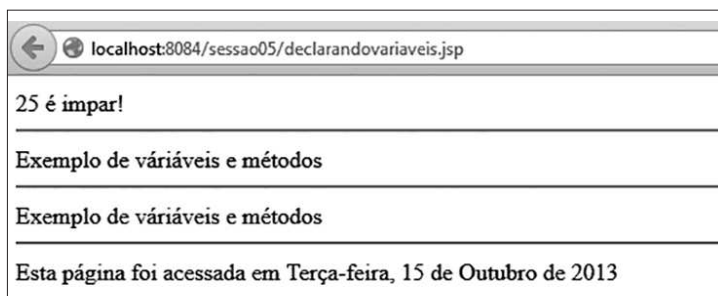 localhost:8084/sessao05/declarandovariaveis.jsp
25 é impar!
Exemplo de váriáveis e métodos
Exemplo de váriáveis e métodos
Esta página foi acessada em Terça-feira, 15 de Outubro de 2013